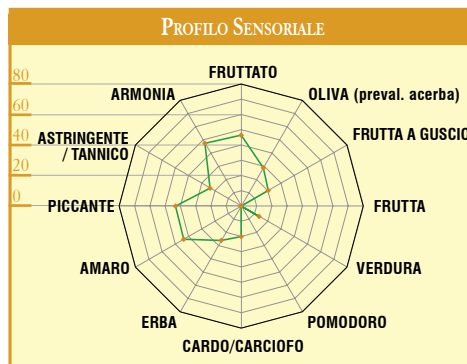 PROFILO SENSORIALE
80
60
40
20
0
FRUTTATO
OLIVA (preval. acerba)
FRUTTA A GUSCIO
FRUTTA
VERDURA
POMODORO
CARDO/CARCIOFO
ERBA
AMARO
PICCANTE
ASTRINGENTE
/ TANNICO
ARMONIA